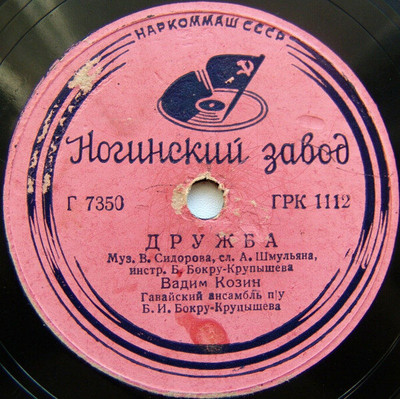 НАРКОММАШ СССР
Ногинский завод
Г 7350
ГРК 1112
ДРУЖБА
Муз. В. Сидорова, сл. А. Шмульяна,
инстр. Б. Бокру-Крупышева
Вадим Козин
Гавайский ансамбль п/у
Б. И. Бокру-Крупышева